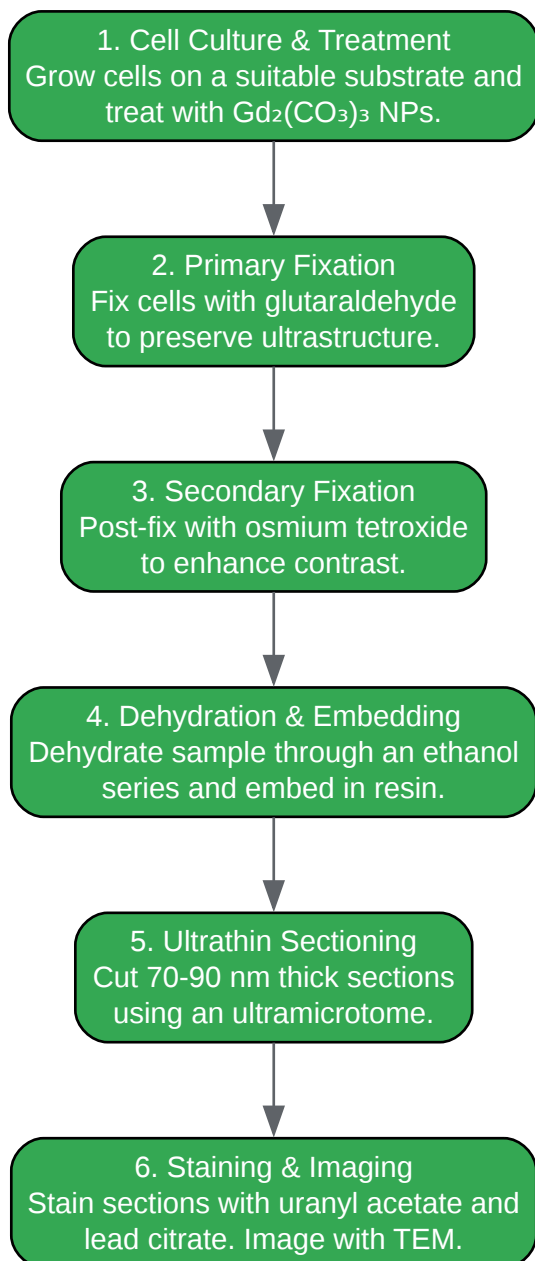 1. Cell Culture & Treatment
Grow cells on a suitable substrate and
treat with Gd₂(CO₃)₃ NPs.
2. Primary Fixation
Fix cells with glutaraldehyde
to preserve ultrastructure.
3. Secondary Fixation
Post-fix with osmium tetroxide
to enhance contrast.
4. Dehydration & Embedding
Dehydrate sample through an ethanol
series and embed in resin.
5. Ultrathin Sectioning
Cut 70-90 nm thick sections
using an ultramicrotome.
6. Staining & Imaging
Stain sections with uranyl acetate and
lead citrate. Image with TEM.